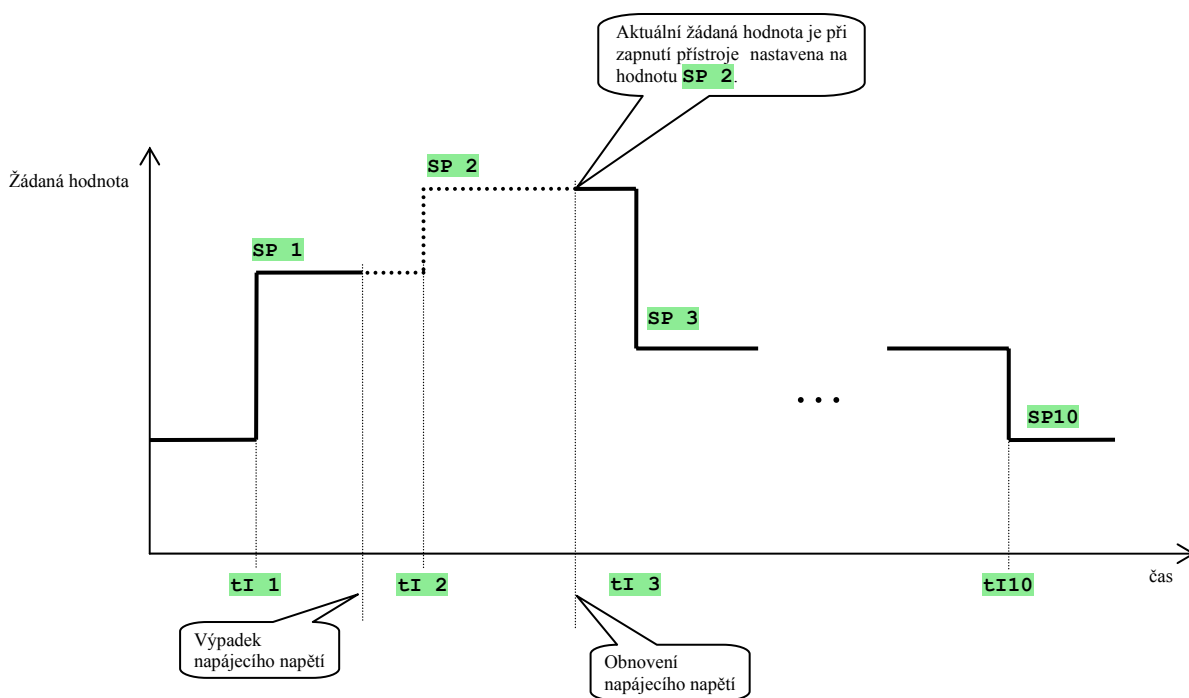 Aktuální žádaná hodnota je při
zapnutí přístroje nastavena na
hodnotu SP 2.
Žádaná hodnota
SP 2
SP 1
SP 3
...
SP10
tI 1
tI 2
tI 3
tI10
čas
Výpadek
napájecího napětí
Obnovení
napájecího napětí